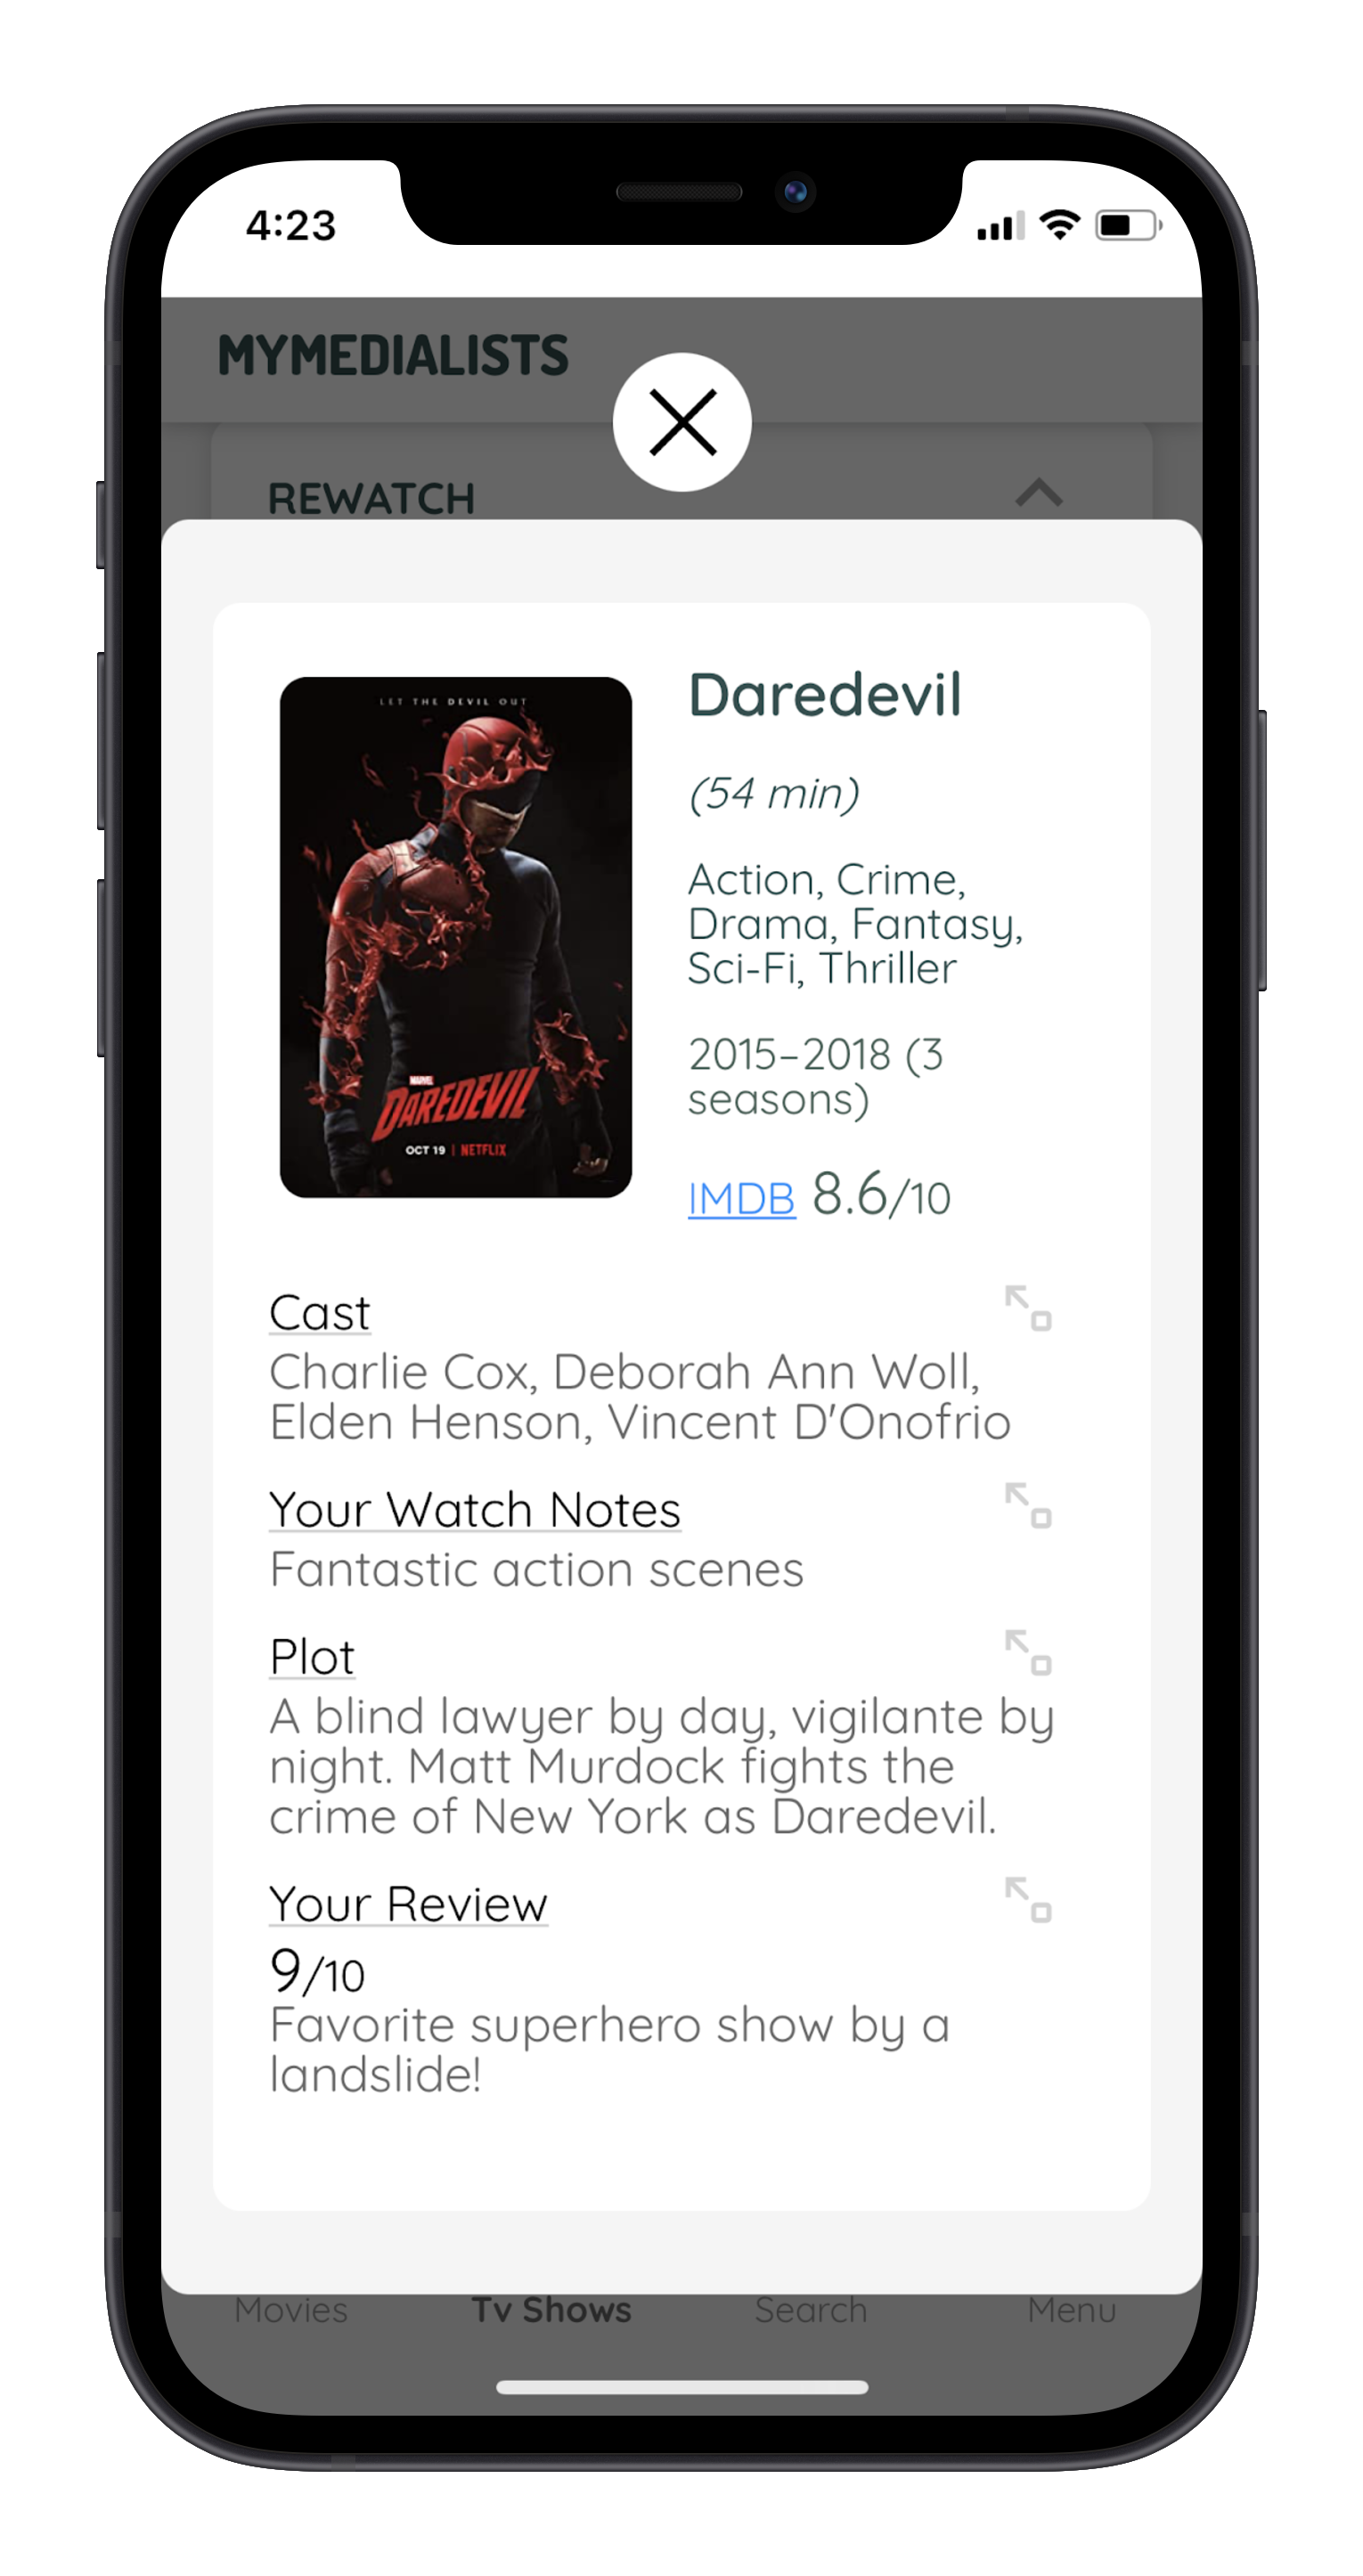 4:23
MYMEDIALISTS
REWATCH
LET THE DEVIL OUT
MARVEL
DAREDEVIL
OCT 19 | NETFLIX
Daredevil
(54 min)
Action, Crime,
Drama, Fantasy,
Sci-Fi, Thriller
2015-2018 (3
seasons)
IMDB 8.6/10
Cast
Charlie Cox, Deborah Ann Woll,
Elden Henson, Vincent D'Onofrio
Your Watch Notes
Fantastic action scenes
Plot
A blind lawyer by day, vigilante by
night. Matt Murdock fights the
crime of New York as Daredevil.
Your Review
9/10
Favorite superhero show by a
landslide!
Movies Tv Shows Search Menu